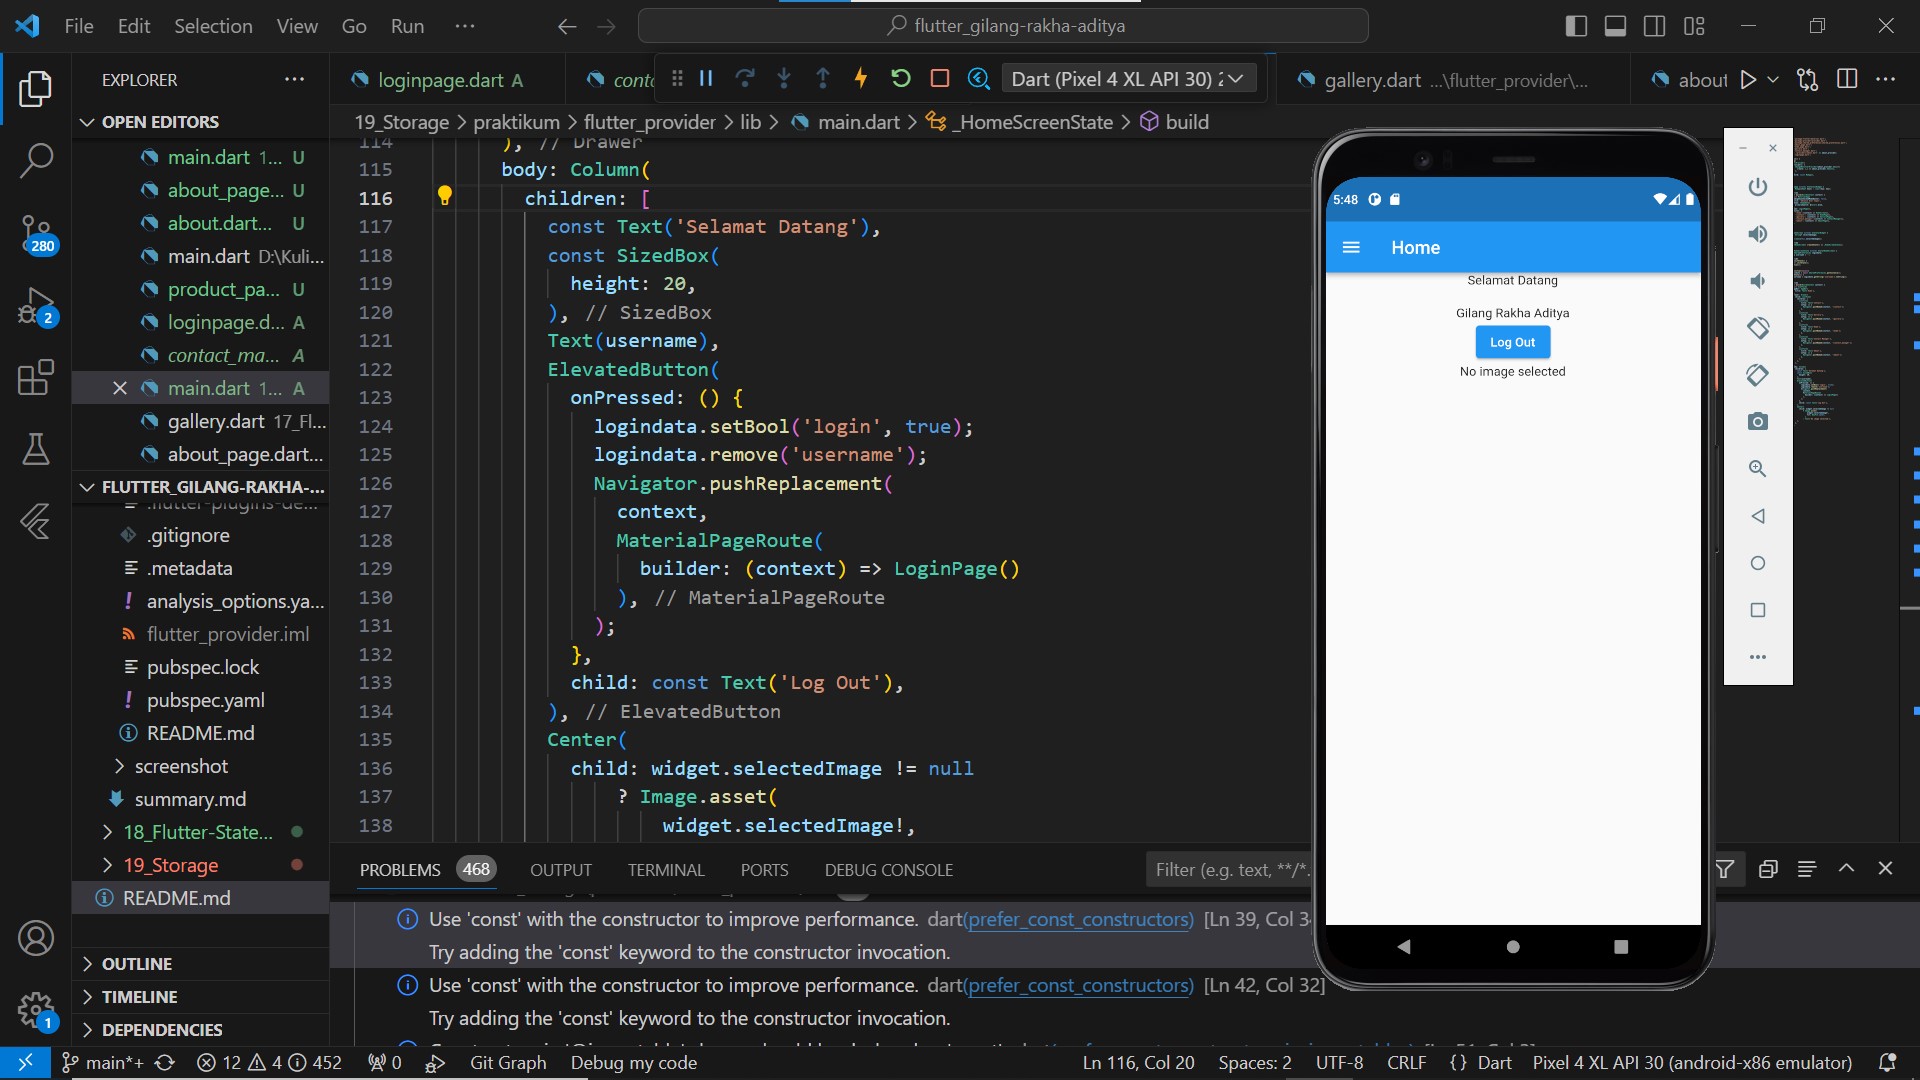 File Edit Selection View Go Run
flutter_gilang-rakha-aditya
EXPLORER
loginpage.dart A
Dart (Pixel 4 XL API 30)
gallery.dart ...\flutter_provider\...
OPEN EDITORS
19_Storage > praktikum > flutter_provider > lib > main.dart > _HomeScreenState > build
main.dart 1... U
about_page... U
about.dart... U
main.dart D:\Kuli...
product_pa... U
loginpage.d... A
contact_ma... A
main.dart 1... A
gallery.dart 17_Fl...
about_page.dart...
FLUTTER_GILANG-RAKHA-...
.flutter-plugins-de...
.gitignore
.metadata
analysis_options.ya...
flutter_provider.iml
pubspec.lock
pubspec.yaml
README.md
screenshot
summary.md
18_Flutter-State...
19_Storage
README.md
OUTLINE
TIMELINE
DEPENDENCIES
280
2
1
114 ), // Drawer
115 body: Column(
116 children: [
117 const Text('Selamat Datang'),
118 const SizedBox(
119 height: 20,
120 ), // SizedBox
121 Text(username),
122 ElevatedButton(
123 onPressed: () {
124 logindata.setBool('login', true);
125 logindata.remove('username');
126 Navigator.pushReplacement(
127 context,
128 MaterialPageRoute(
129 builder: (context) => LoginPage()
130 ), // MaterialPageRoute
131 );
132 },
133 child: const Text('Log Out'),
134 ), // ElevatedButton
135 Center(
136 child: widget.selectedImage != null
137 ? Image.asset(
138 widget.selectedImage!,
5:48
Home
Selamat Datang
Gilang Rakha Aditya
Log Out
No image selected
PROBLEMS 468 OUTPUT TERMINAL PORTS DEBUG CONSOLE
Filter (e.g. text, **/*.
Use 'const' with the constructor to improve performance. dart(prefer_const_constructors) [Ln 39, Col 3
Try adding the 'const' keyword to the constructor invocation.
Use 'const' with the constructor to improve performance. dart(prefer_const_constructors) [Ln 42, Col 32]
Try adding the 'const' keyword to the constructor invocation.
main*+ 12 4 452 0 Git Graph Debug my code Ln 116, Col 20 Spaces: 2 UTF-8 CRLF {} Dart Pixel 4 XL API 30 (android-x86 emulator)